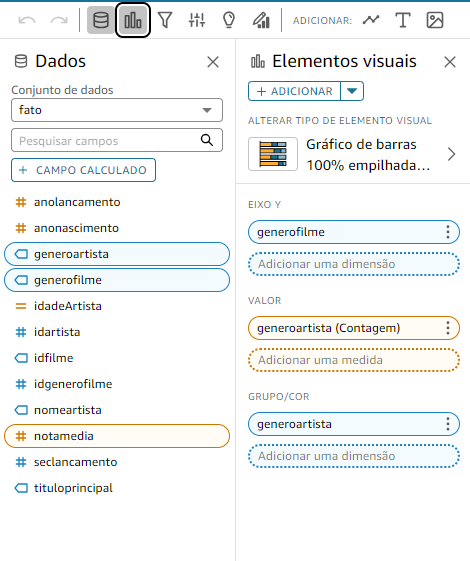 ADICIONAR:
Dados
Conjunto de dados
fato
Pesquisar campos
+ CAMPO CALCULADO
anolancamento
anonascimento
generoartista
generofilme
idadeArtista
idartista
idfilme
idgenerofilme
nomeartista
notamedia
seclancamento
tituloprincipal
Elementos visuais
+ ADICIONAR
ALTERAR TIPO DE ELEMENTO VISUAL
Gráfico de barras
100% empilhada...
EIXO Y
generofilme
Adicionar uma dimensão
VALOR
generoartista (Contagem)
Adicionar uma medida
GRUPO/COR
generoartista
Adicionar uma dimensão